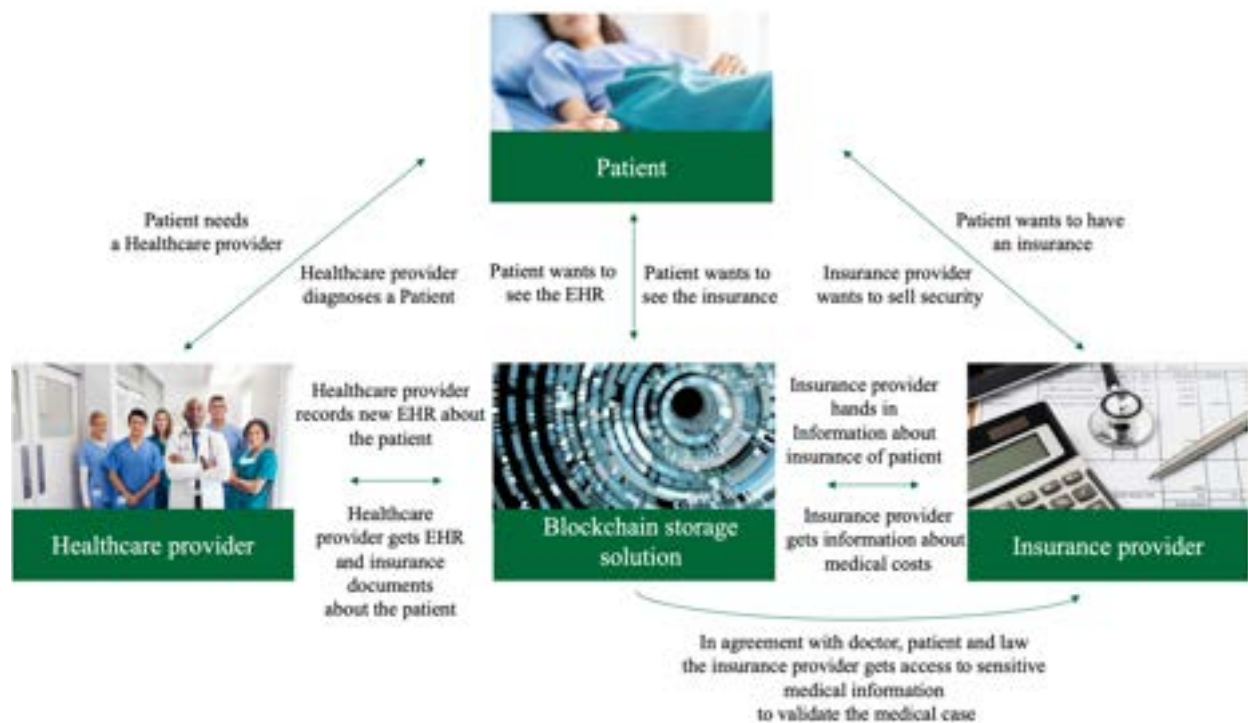 Patient
Patient needs
a Healthcare provider
Healthcare provider
diagnoses a Patient
Patient wants to
see the EHR
Patient wants to
see the insurance
Patient wants to have
an insurance
Insurance provider
wants to sell security
Healthcare provider
records new EHR about
the patient
Healthcare
provider gets EHR
and insurance
documents
about the patient
Insurance provider
hands in
Information about
insurance of patient
Insurance provider
gets information about
medical costs
Healthcare provider
Blockchain storage
solution
Insurance provider
In agreement with doctor, patient and law
the insurance provider gets access to sensitive
medical information
to validate the medical case